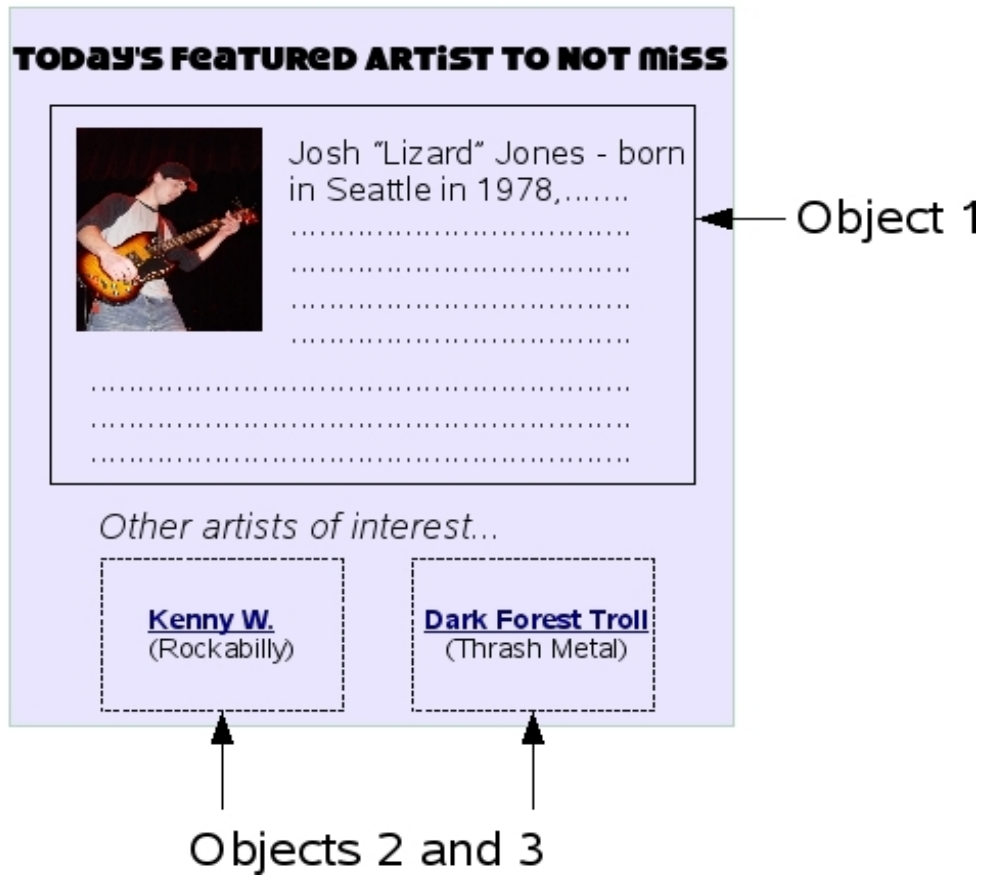 Today's Featured Artist To Not Miss
Josh "Lizard" Jones - born
in Seattle in 1978,.......
Object 1
Other artists of interest...
Kenny W.
(Rockabilly)
Dark Forest Troll
(Thrash Metal)
Objects 2 and 3